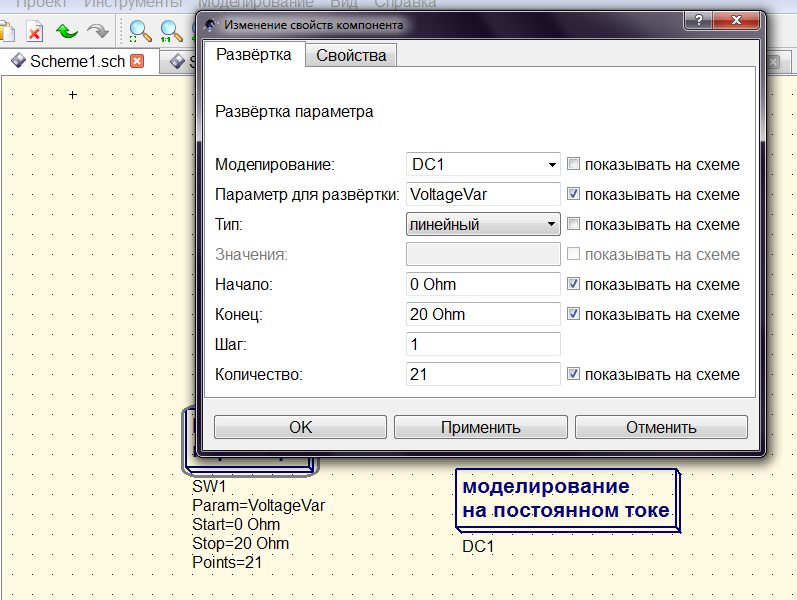 Проект Инструменты Моделирование Вид Справка
Изменение свойств компонента
Scheme1.sch
Развёртка Свойства
Развёртка параметра
Моделирование: DC1 показывать на схеме
Параметр для развёртки: VoltageVar показывать на схеме
Тип: линейный показывать на схеме
Значения: показывать на схеме
Начало: 0 Ohm показывать на схеме
Конец: 20 Ohm показывать на схеме
Шаг: 1
Количество: 21 показывать на схеме
OK Применить Отменить
SW1
Param=VoltageVar
Start=0 Ohm
Stop=20 Ohm
Points=21
моделирование
на постоянном токе
DC1